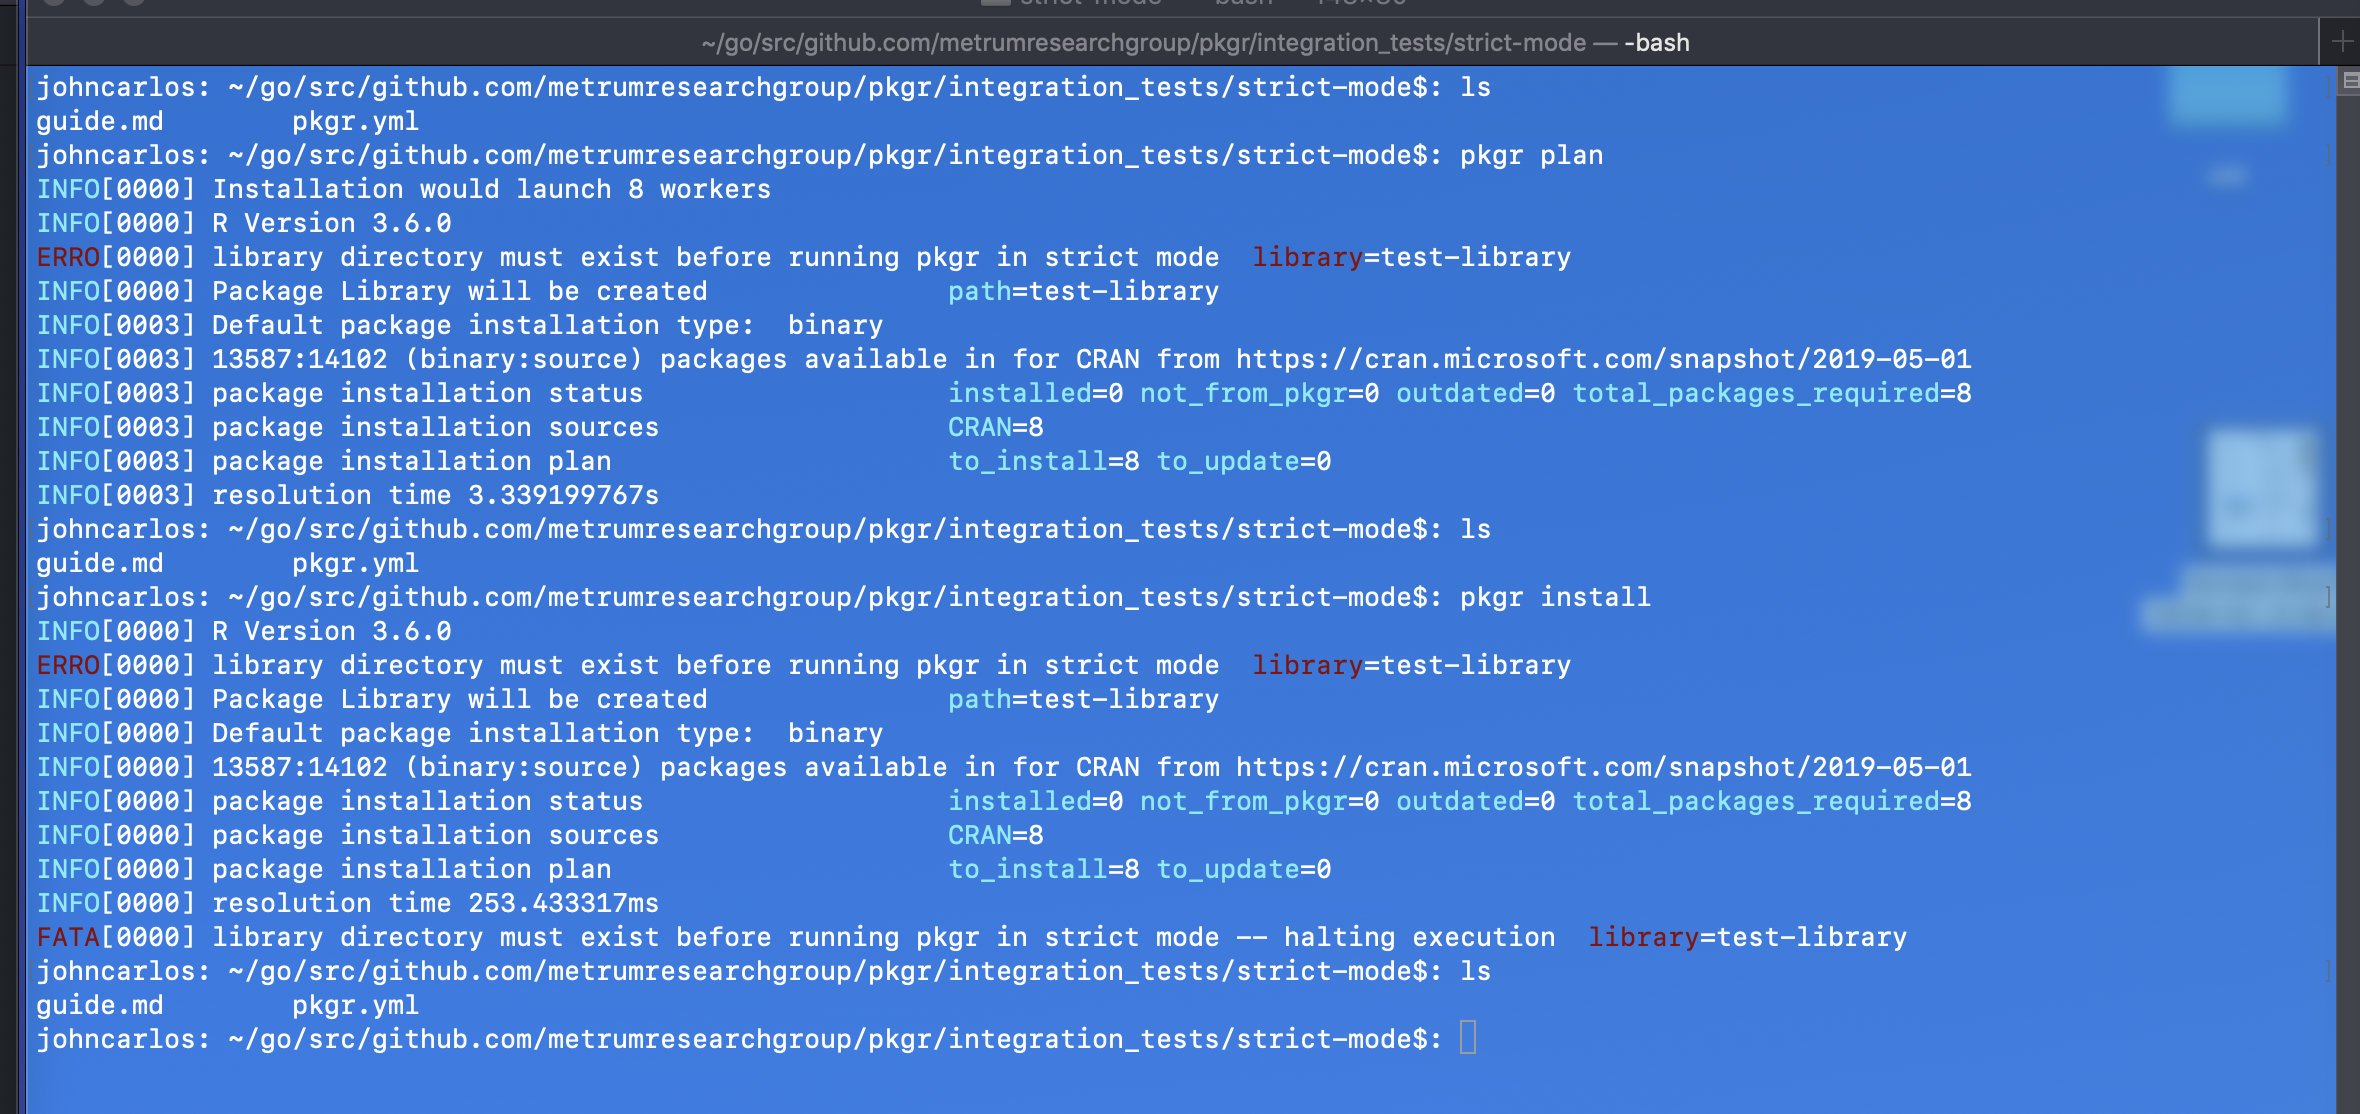 ~/go/src/github.com/metrumresearchgroup/pkgr/integration_tests/strict-mode — -bash
johncarlos: ~/go/src/github.com/metrumresearchgroup/pkgr/integration_tests/strict-mode$: ls
guide.md        pkgr.yml
johncarlos: ~/go/src/github.com/metrumresearchgroup/pkgr/integration_tests/strict-mode$: pkgr plan
INFO[0000] Installation would launch 8 workers
INFO[0000] R Version 3.6.0
ERRO[0000] library directory must exist before running pkgr in strict mode  library=test-library
INFO[0000] Package Library will be created               path=test-library
INFO[0003] Default package installation type:  binary
INFO[0003] 13587:14102 (binary:source) packages available in for CRAN from https://cran.microsoft.com/snapshot/2019-05-01
INFO[0003] package installation status                   installed=0 not_from_pkgr=0 outdated=0 total_packages_required=8
INFO[0003] package installation sources                  CRAN=8
INFO[0003] package installation plan                     to_install=8 to_update=0
INFO[0003] resolution time 3.339199767s
johncarlos: ~/go/src/github.com/metrumresearchgroup/pkgr/integration_tests/strict-mode$: ls
guide.md        pkgr.yml
johncarlos: ~/go/src/github.com/metrumresearchgroup/pkgr/integration_tests/strict-mode$: pkgr install
INFO[0000] R Version 3.6.0
ERRO[0000] library directory must exist before running pkgr in strict mode  library=test-library
INFO[0000] Package Library will be created               path=test-library
INFO[0000] Default package installation type:  binary
INFO[0000] 13587:14102 (binary:source) packages available in for CRAN from https://cran.microsoft.com/snapshot/2019-05-01
INFO[0000] package installation status                   installed=0 not_from_pkgr=0 outdated=0 total_packages_required=8
INFO[0000] package installation sources                  CRAN=8
INFO[0000] package installation plan                     to_install=8 to_update=0
INFO[0000] resolution time 253.433317ms
FATA[0000] library directory must exist before running pkgr in strict mode -- halting execution  library=test-library
johncarlos: ~/go/src/github.com/metrumresearchgroup/pkgr/integration_tests/strict-mode$: ls
guide.md        pkgr.yml
johncarlos: ~/go/src/github.com/metrumresearchgroup/pkgr/integration_tests/strict-mode$: